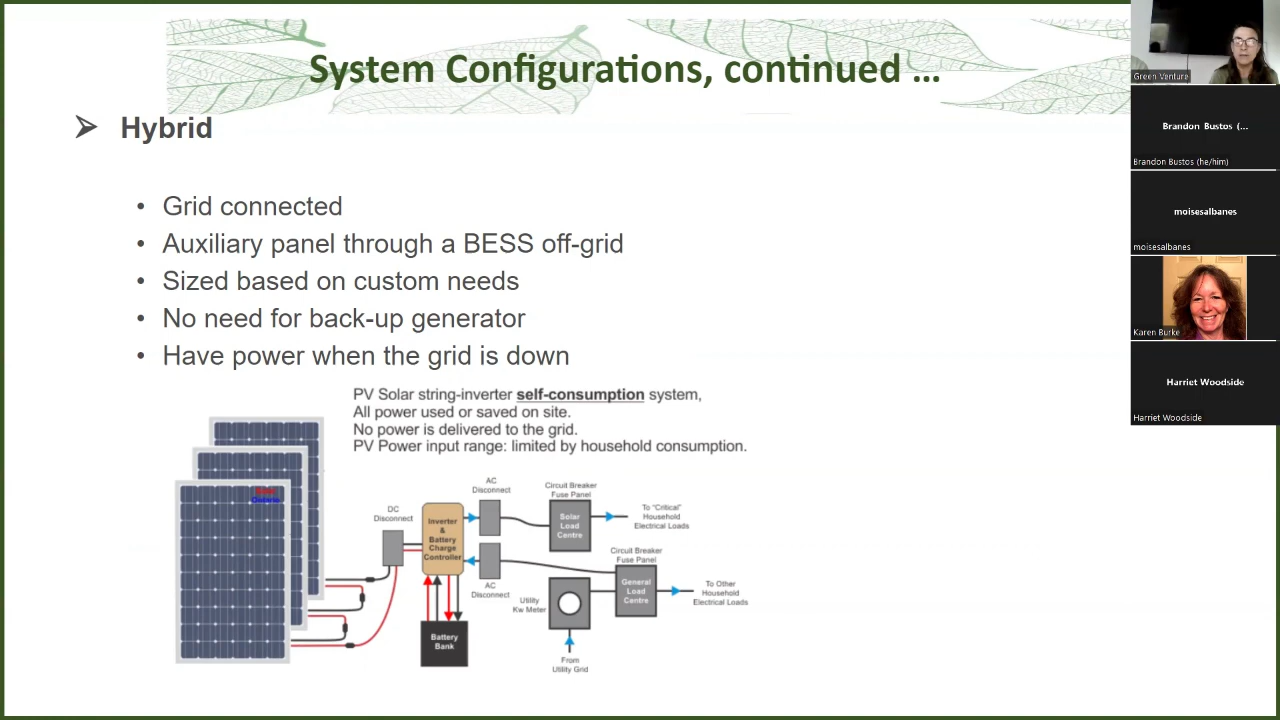 System Configurations, continued ...
Hybrid
• Grid connected
• Auxiliary panel through a BESS off-grid
• Sized based on custom needs
• No need for back-up generator
• Have power when the grid is down
PV Solar string-inverter self-consumption system,
All power used or saved on site.
No power is delivered to the grid.
PV Power input range: limited by household consumption.
DC
Disconnect
Inverter
&
Battery
Charge
Controller
AC
Disconnect
Circuit Breaker
Fuse Panel
Solar
Load
Centre
To "Critical"
Household
Electrical Loads
AC
Disconnect
Circuit Breaker
Fuse Panel
General
Load
Centre
To Other
Household
Electrical Loads
Utility
Kw Meter
Battery
Bank
From
Utility Grid
Green Venture
Brandon Bustos (...
Brandon Bustos (he/him)
moisesalbanes
moisesalbanes
Karen Burke
Harriet Woodside
Harriet Woodside